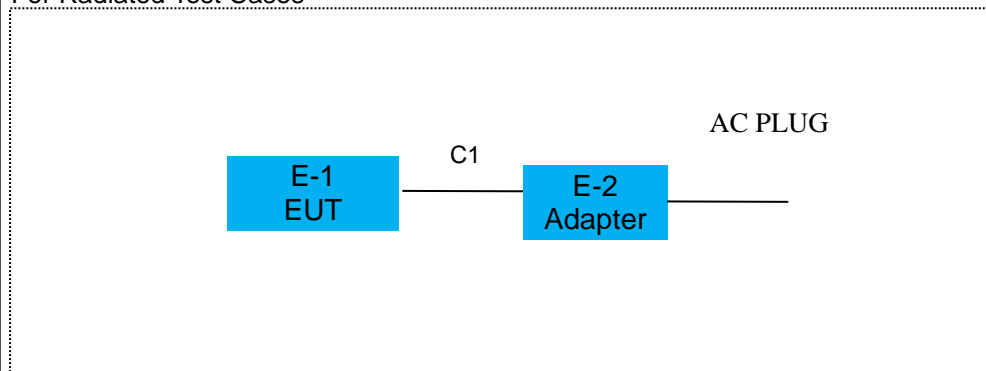 For Radiated Test Cases
AC PLUG
C1
E-1
EUT
E-2
Adapter